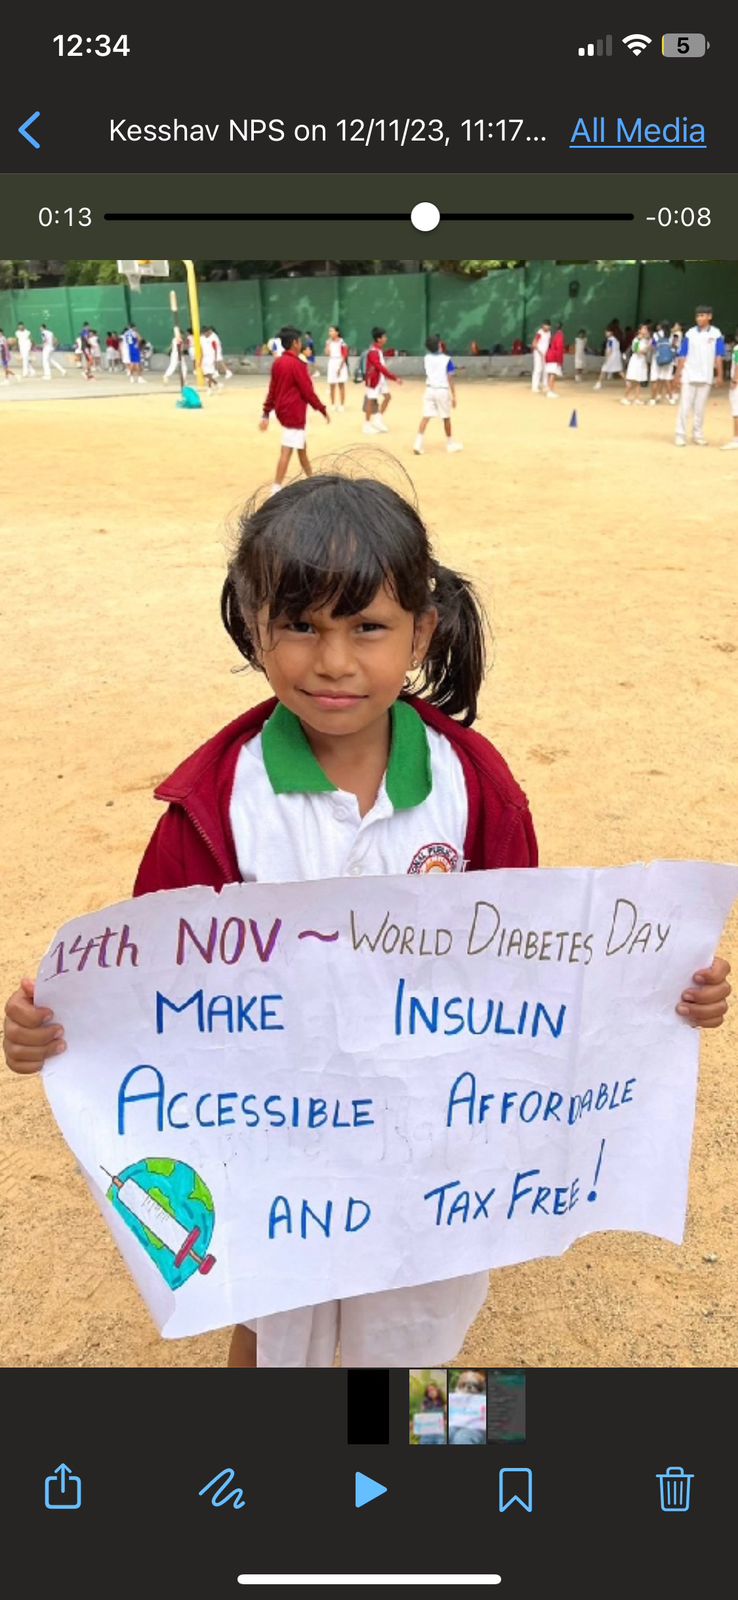 12:34
5
Kesshav NPS on 12/11/23, 11:17...
All Media
0:13
-0:08
14th NOV ~ WORLD DIABETES DAY
MAKE INSULIN
ACCESSIBLE AFFORDABLE
AND TAX FREE!